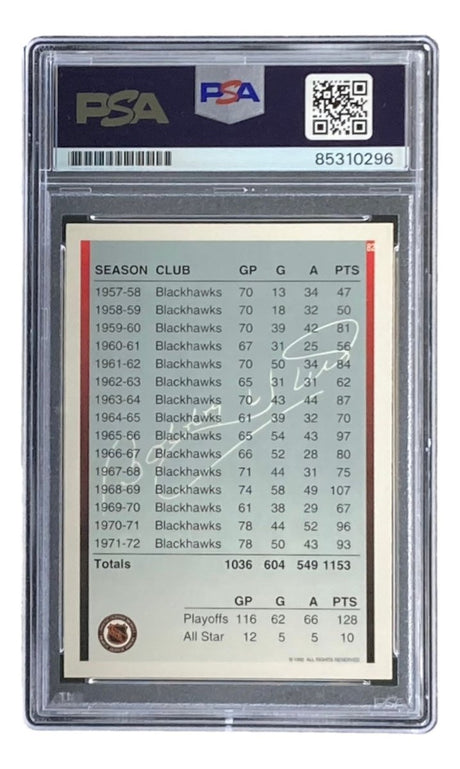 PSA PSA
85310296
82
SEASON CLUB GP G A PTS
1957-58 Blackhawks 70 13 34 47
1958-59 Blackhawks 70 18 32 50
1959-60 Blackhawks 70 39 42 81
1960-61 Blackhawks 67 31 25 56
1961-62 Blackhawks 70 50 34 84
1962-63 Blackhawks 65 31 31 62
1963-64 Blackhawks 70 43 44 87
1964-65 Blackhawks 61 39 32 70
1965-66 Blackhawks 65 54 43 97
1966-67 Blackhawks 66 52 28 80
1967-68 Blackhawks 71 44 31 75
1968-69 Blackhawks 74 58 49 107
1969-70 Blackhawks 61 38 29 67
1970-71 Blackhawks 78 44 52 96
1971-72 Blackhawks 78 50 43 93
Totals 1036 604 549 1153
GP G A PTS
Playoffs 116 62 66 128
All Star 12 5 5 10
© 1992 ALL RIGHTS RESERVED